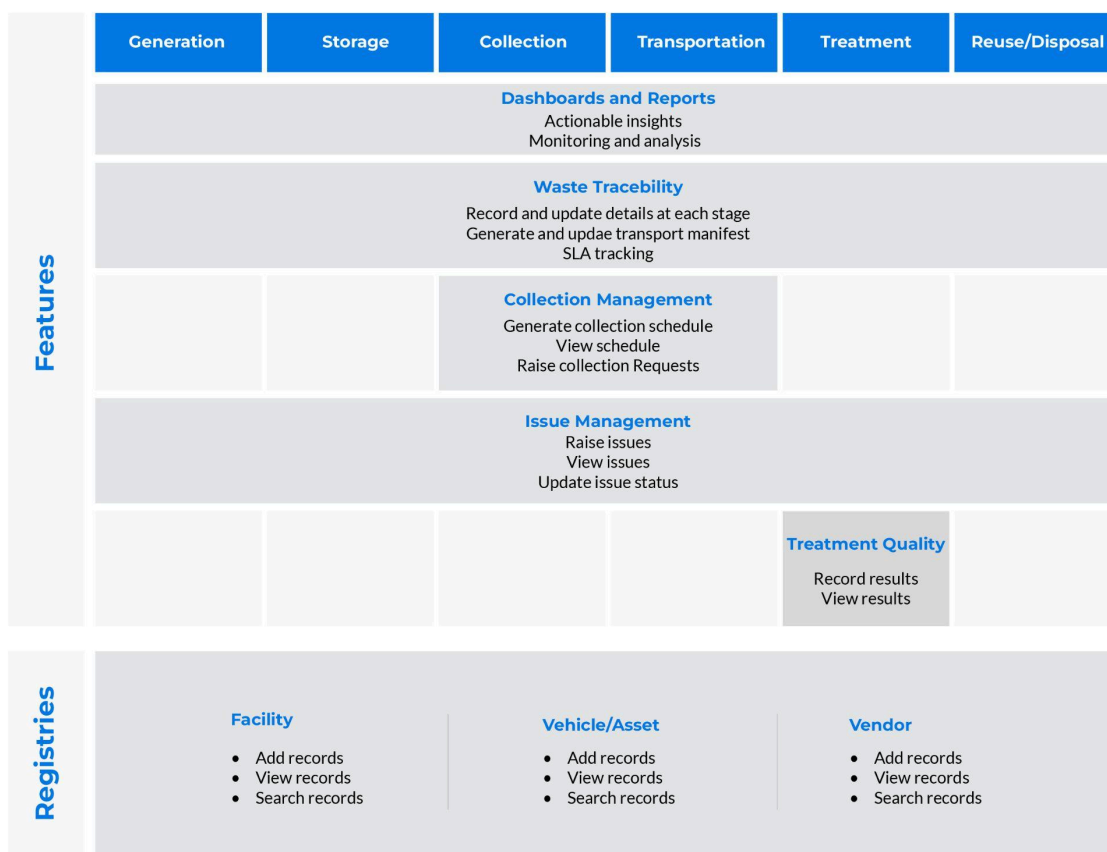 Generation
Storage
Collection
Transportation
Treatment
Reuse/Disposal
Features
Dashboards and Reports
Actionable insights
Monitoring and analysis
Waste Tracebility
Record and update details at each stage
Generate and updae transport manifest
SLA tracking
Collection Management
Generate collection schedule
View schedule
Raise collection Requests
Issue Management
Raise issues
View issues
Update issue status
Treatment Quality
Record results
View results
Registries
Facility
• Add records
• View records
• Search records
Vehicle/Asset
• Add records
• View records
• Search records
Vendor
• Add records
• View records
• Search records